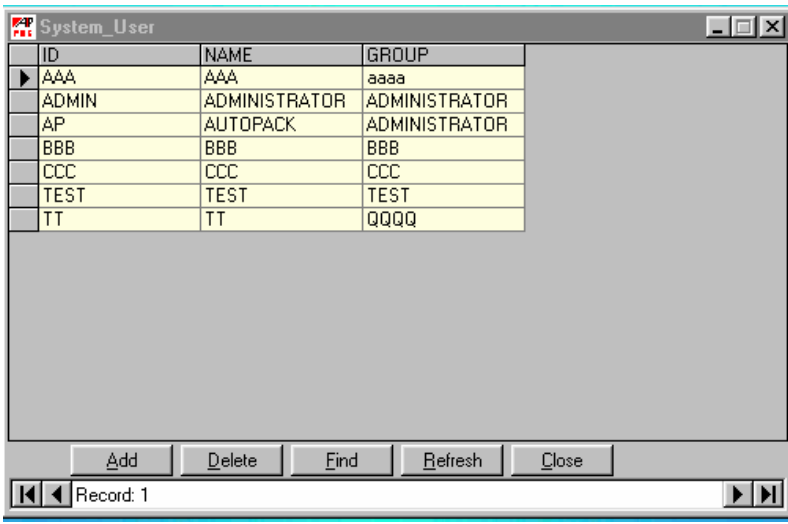 System_User
ID NAME GROUP
AAA AAA aaaa
ADMIN ADMINISTRATOR ADMINISTRATOR
AP AUTOPACK ADMINISTRATOR
BBB BBB BBB
CCC CCC CCC
TEST TEST TEST
TT TT QQQQ
Add Delete Find Refresh Close
Record: 1